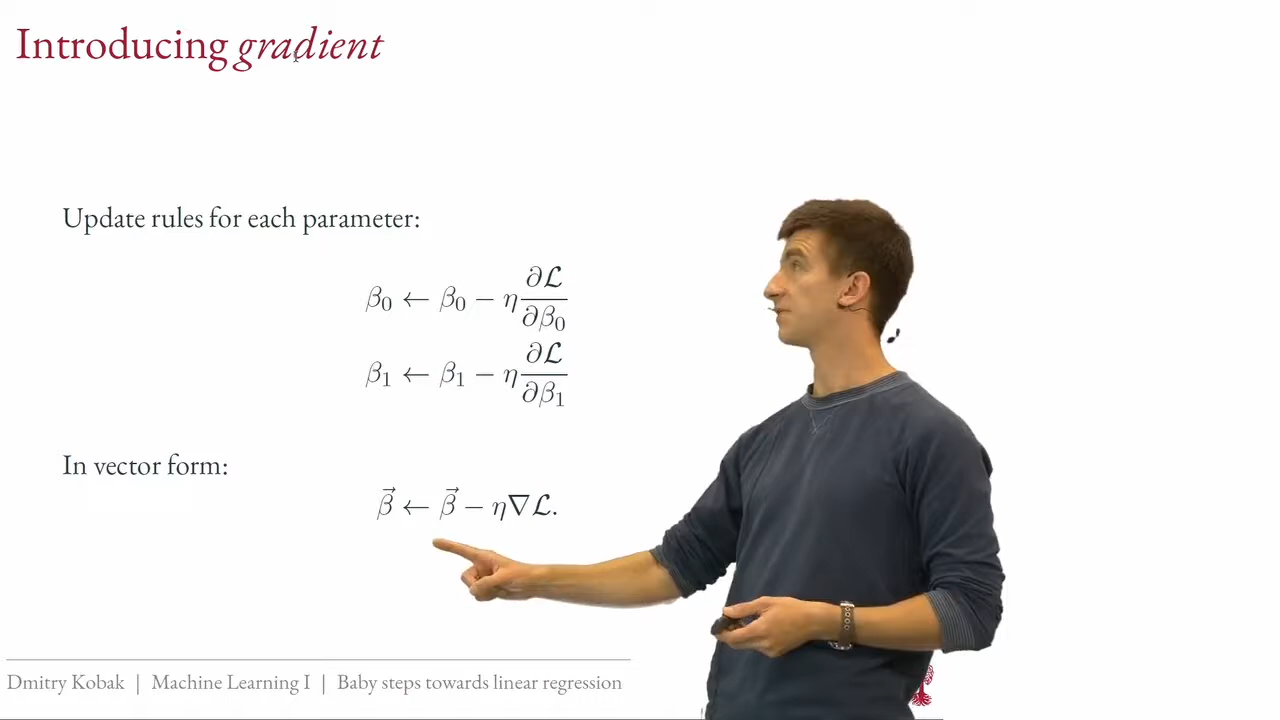 Introducing gradient
Update rules for each parameter:
β₀ ← β₀ − η ∂ℒ/∂β₀
β₁ ← β₁ − η ∂ℒ/∂β₁
In vector form:
β⃗ ← β⃗ − η∇ℒ.
Dmitry Kobak | Machine Learning I | Baby steps towards linear regression